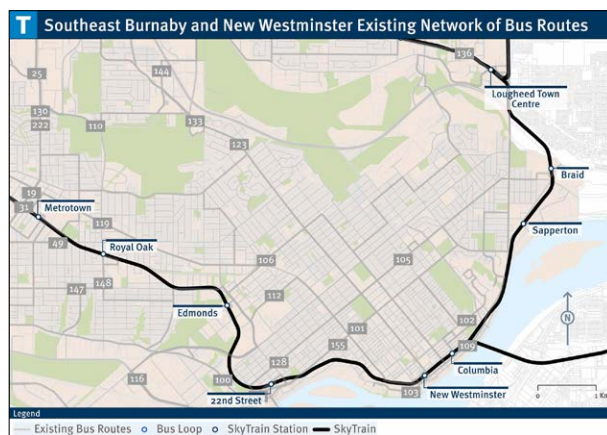 T Southeast Burnaby and New Westminster Existing Network of Bus Routes
136
Lougheed Town
Centre
25
144
130
222
110
133
123
Braid
19
31
Metrotown
119
Sapperton
49
Royal Oak
106
105
147
148
112
Edmonds
101
102
N
155
109
128
Columbia
116
100
22nd Street
103
New Westminster
0
1 Km
Legend
Existing Bus Routes Bus Loop SkyTrain Station SkyTrain